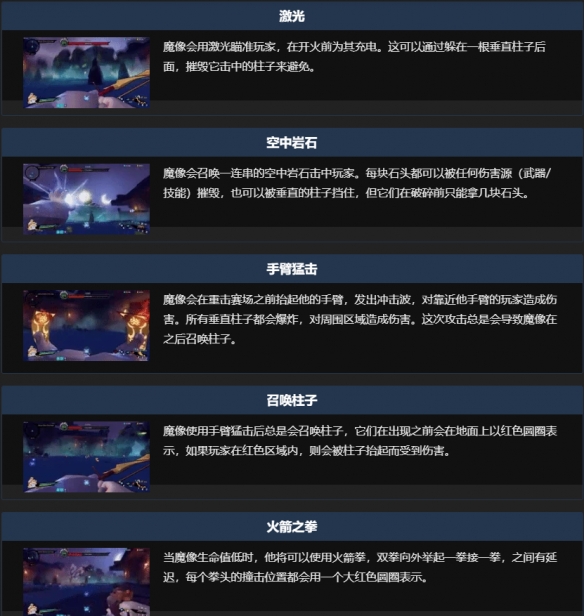 激光
魔像会用激光瞄准玩家，在开火前为其充电。这可以通过躲在一根垂直柱子后
面，摧毁它击中的柱子来避免。
空中岩石
魔像会召唤一连串的空中岩石击中玩家。每块石头都可以被任何伤害源（武器/
技能）摧毁，也可以被垂直的柱子挡住，但它们在破碎前只能拿几块石头。
手臂猛击
魔像会在重击赛场之前抬起他的手臂，发出冲击波，对靠近他手臂的玩家造成伤
害。所有垂直柱子都会爆炸，对周围区域造成伤害。这次攻击总是会导致魔像在
之后召唤柱子。
召唤柱子
魔像使用手臂猛击后总是会召唤柱子，它们在出现之前会在地面上以红色圆圈表
示，如果玩家在红色区域内，则会被柱子抬起而受到伤害。
火箭之拳
当魔像生命值低时，他将可以使用火箭拳，双拳向外举起一拳接一拳，之间有延
迟，每个拳头的撞击位置都会用一个大红色圆圈表示。